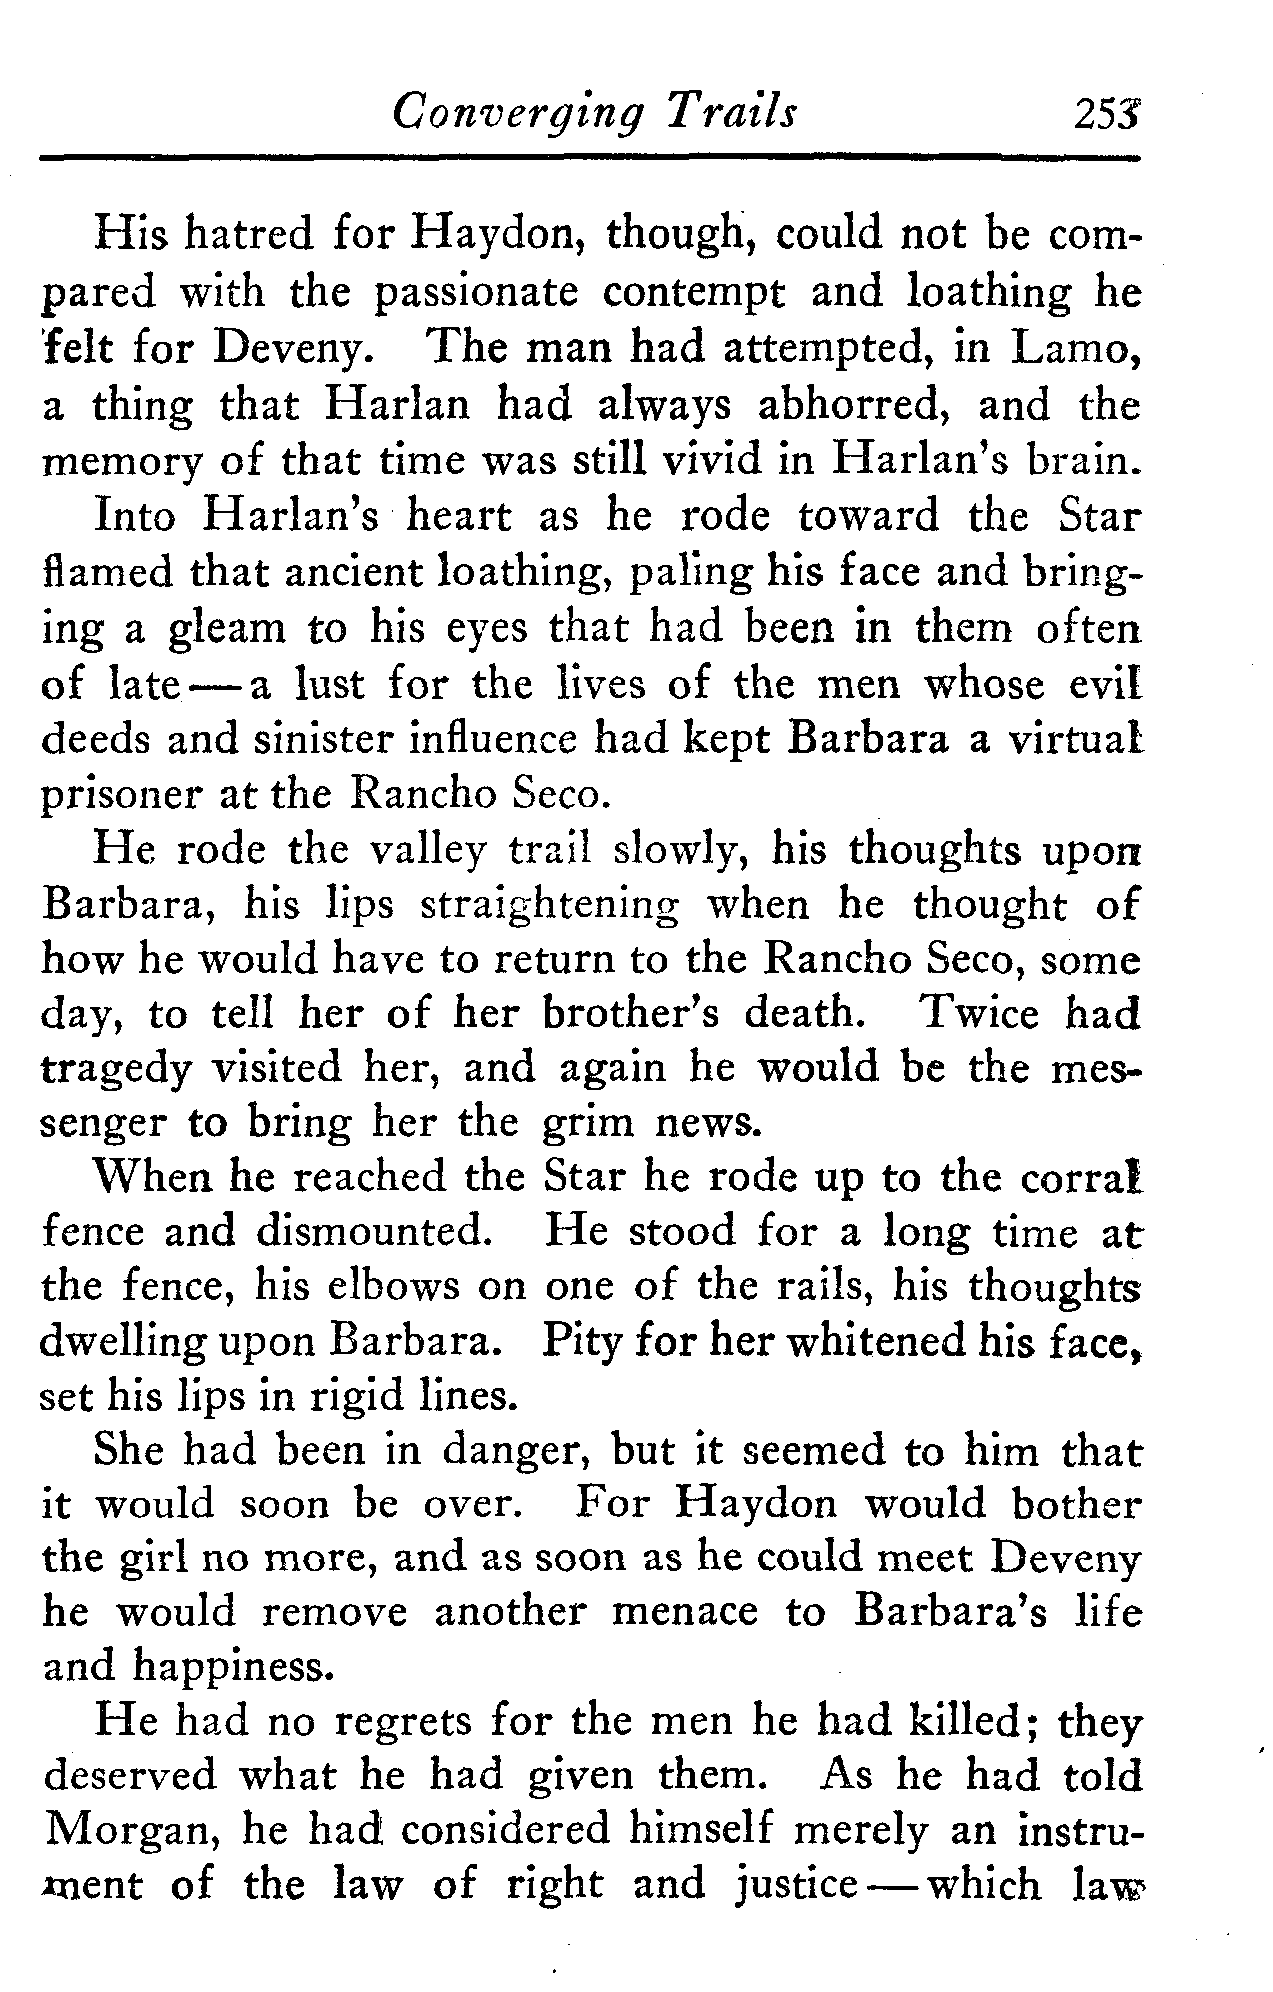 Converging Trails 253
His hatred for Haydon, though, could not be com-
pared with the passionate contempt and loathing he
felt for Deveny. The man had attempted, in Lamo,
a thing that Harlan had always abhorred, and the
memory of that time was still vivid in Harlan's brain.
Into Harlan's heart as he rode toward the Star
flamed that ancient loathing, paling his face and bring-
ing a gleam to his eyes that had been in them often
of late—a lust for the lives of the men whose evil
deeds and sinister influence had kept Barbara a virtual
prisoner at the Rancho Seco.
He rode the valley trail slowly, his thoughts upon
Barbara, his lips straightening when he thought of
how he would have to return to the Rancho Seco, some
day, to tell her of her brother's death. Twice had
tragedy visited her, and again he would be the mes-
senger to bring her the grim news.
When he reached the Star he rode up to the corral
fence and dismounted. He stood for a long time at
the fence, his elbows on one of the rails, his thoughts
dwelling upon Barbara. Pity for her whitened his face,
set his lips in rigid lines.
She had been in danger, but it seemed to him that
it would soon be over. For Haydon would bother
the girl no more, and as soon as he could meet Deveny
he would remove another menace to Barbara's life
and happiness.
He had no regrets for the men he had killed; they
deserved what he had given them. As he had told
Morgan, he had considered himself merely an instru-
ment of the law of right and justice—which law